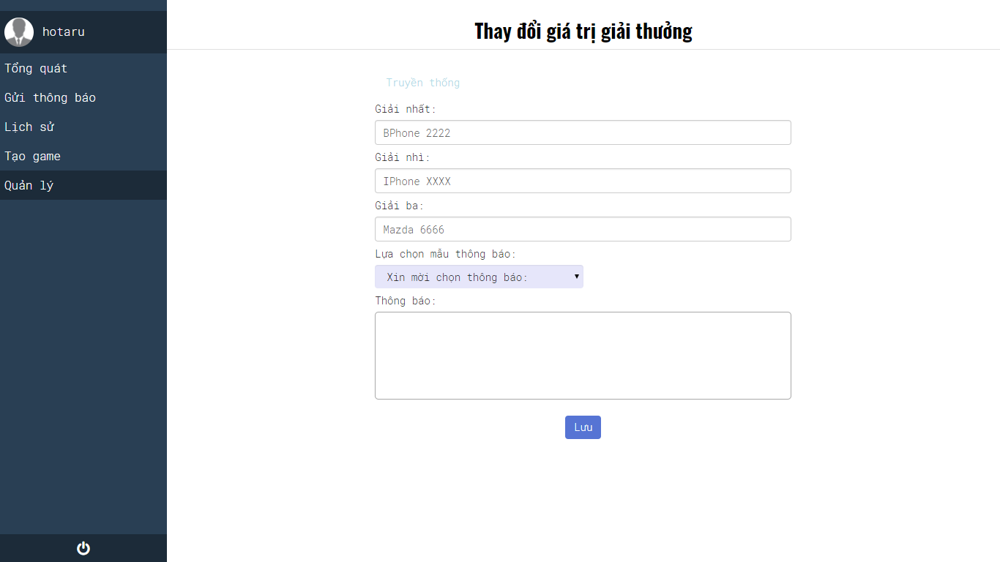 hotaru
Tổng quát
Gửi thông báo
Lịch sử
Tạo game
Quản lý
Thay đổi giá trị giải thưởng
Truyền thống
Giải nhất:
BPhone 2222
Giải nhì:
IPhone XXXX
Giải ba:
Mazda 6666
Lựa chọn mẫu thông báo:
Xin mời chọn thông báo:
Thông báo:
Lưu